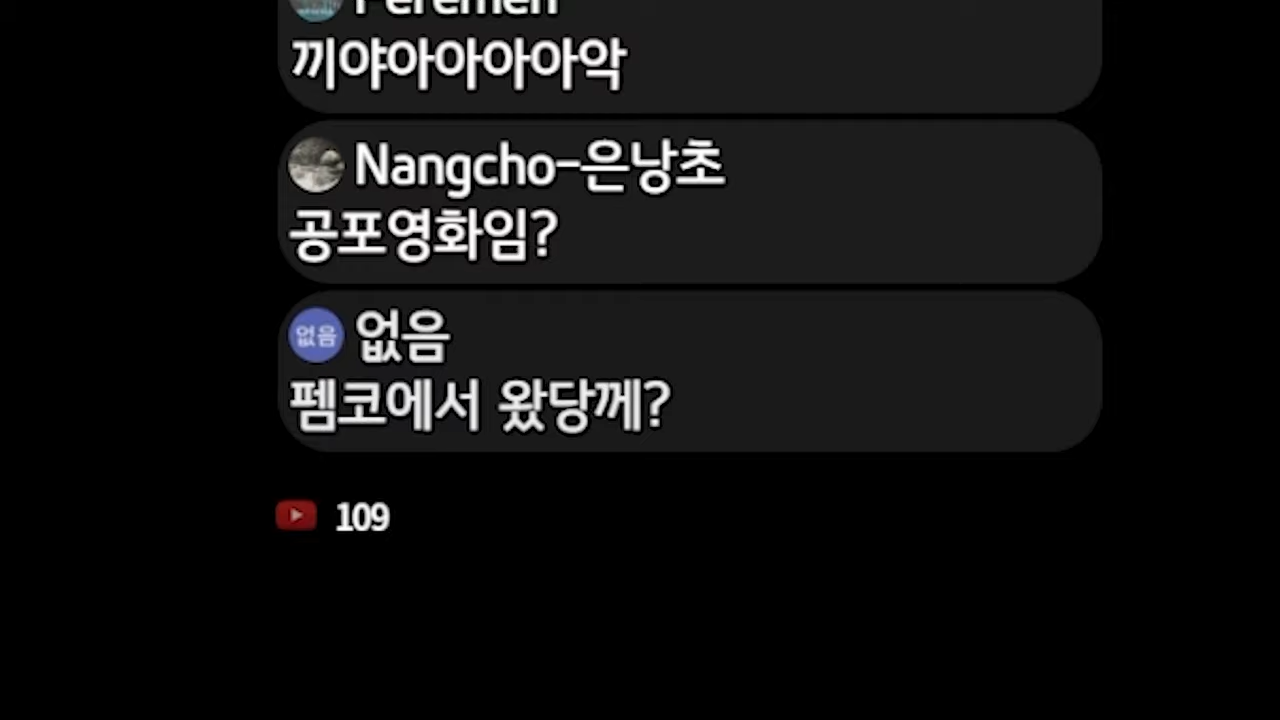 끼야아아아아악
Nangcho-은낭초
공포영화임?
없음 없음
펨코에서 왔당께?
109